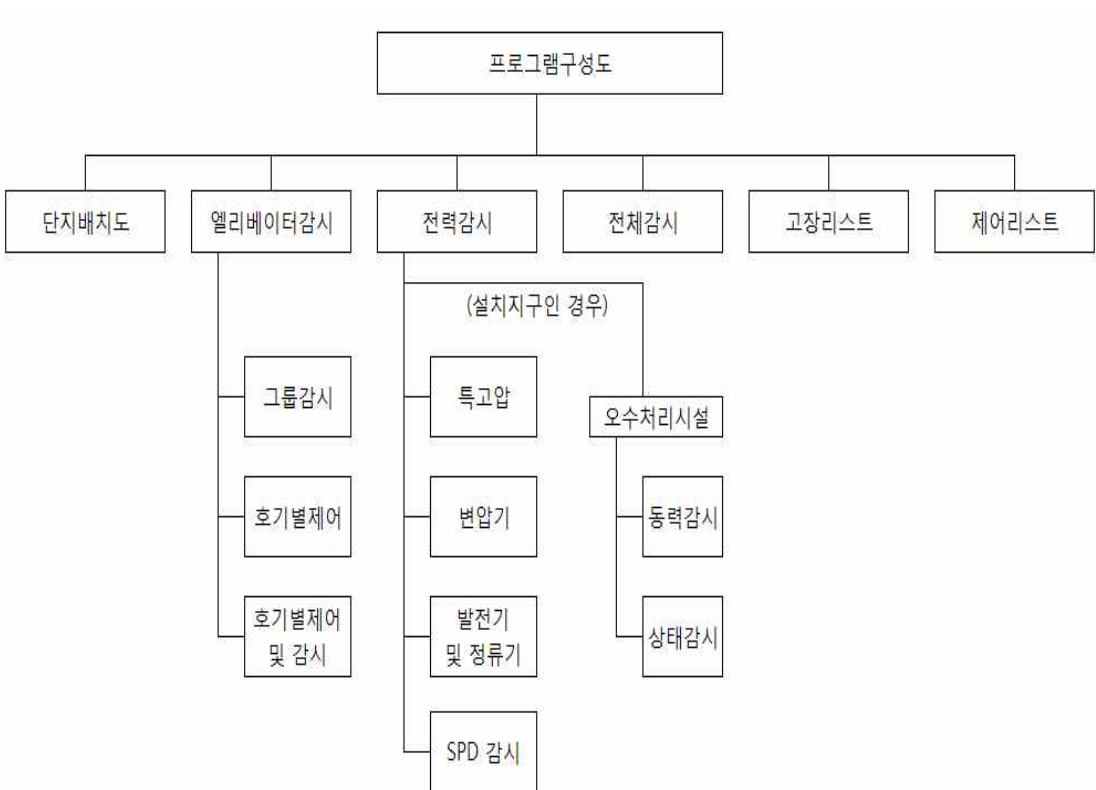 프로그램구성도
단지배치도
엘리베이터감시
전력감시
전체감시
고장리스트
제어리스트
(설치지구인 경우)
그룹감시
특고압
오수처리시설
호기별제어
변압기
동력감시
호기별제어
및 감시
발전기
및 정류기
상태감시
SPD 감시